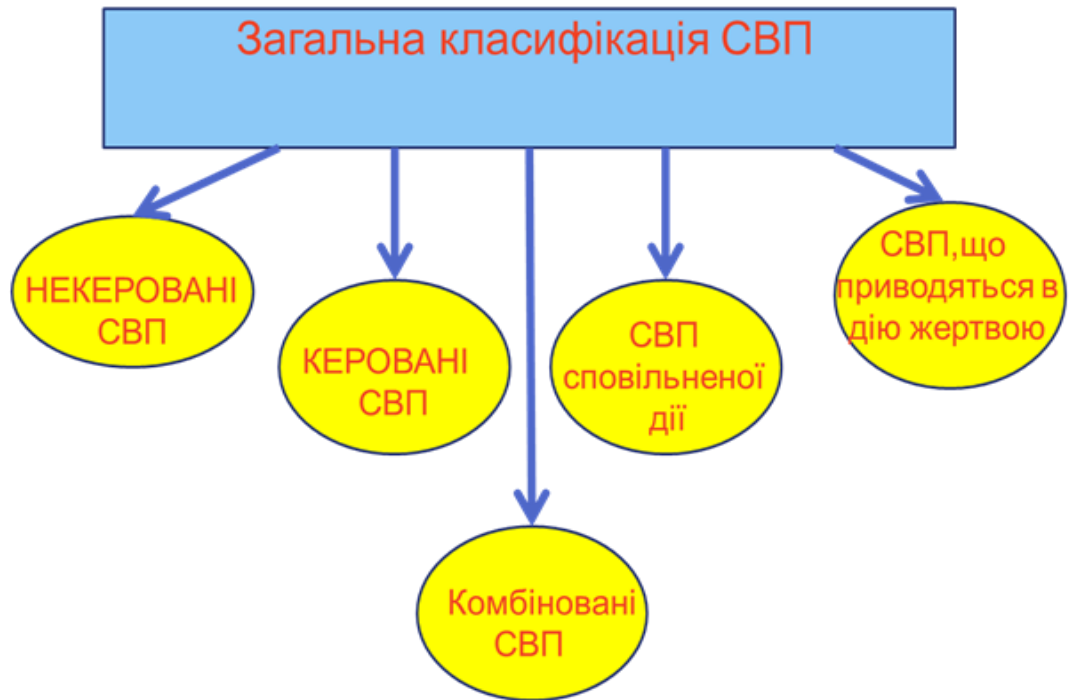 Загальна класифікація СВП
НЕКЕРОВАНІ
СВП
КЕРОВАНІ
СВП
СВП
сповільненої
дії
СВП,що
приводяться в
дію жертвою
Комбіновані
СВП